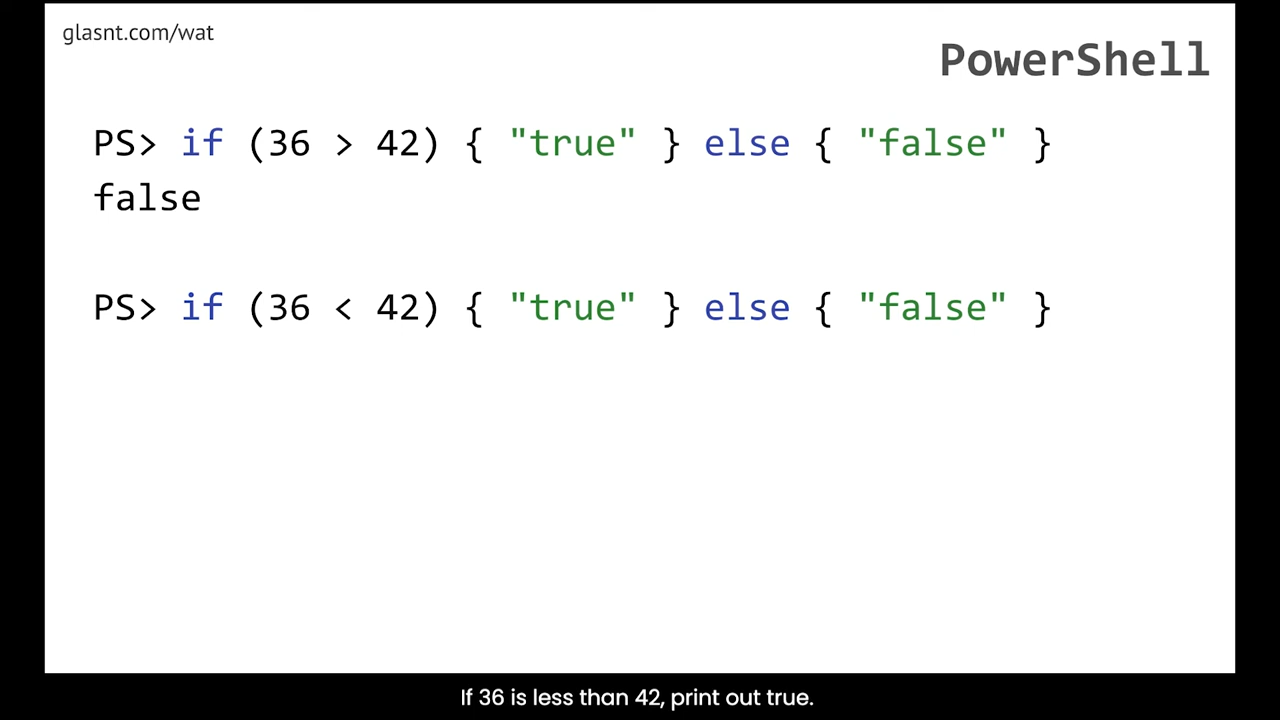 glasnt.com/wat
PowerShell
PS> if (36 > 42) { "true" } else { "false" }
false
PS> if (36 < 42) { "true" } else { "false" }
If 36 is less than 42, print out true.